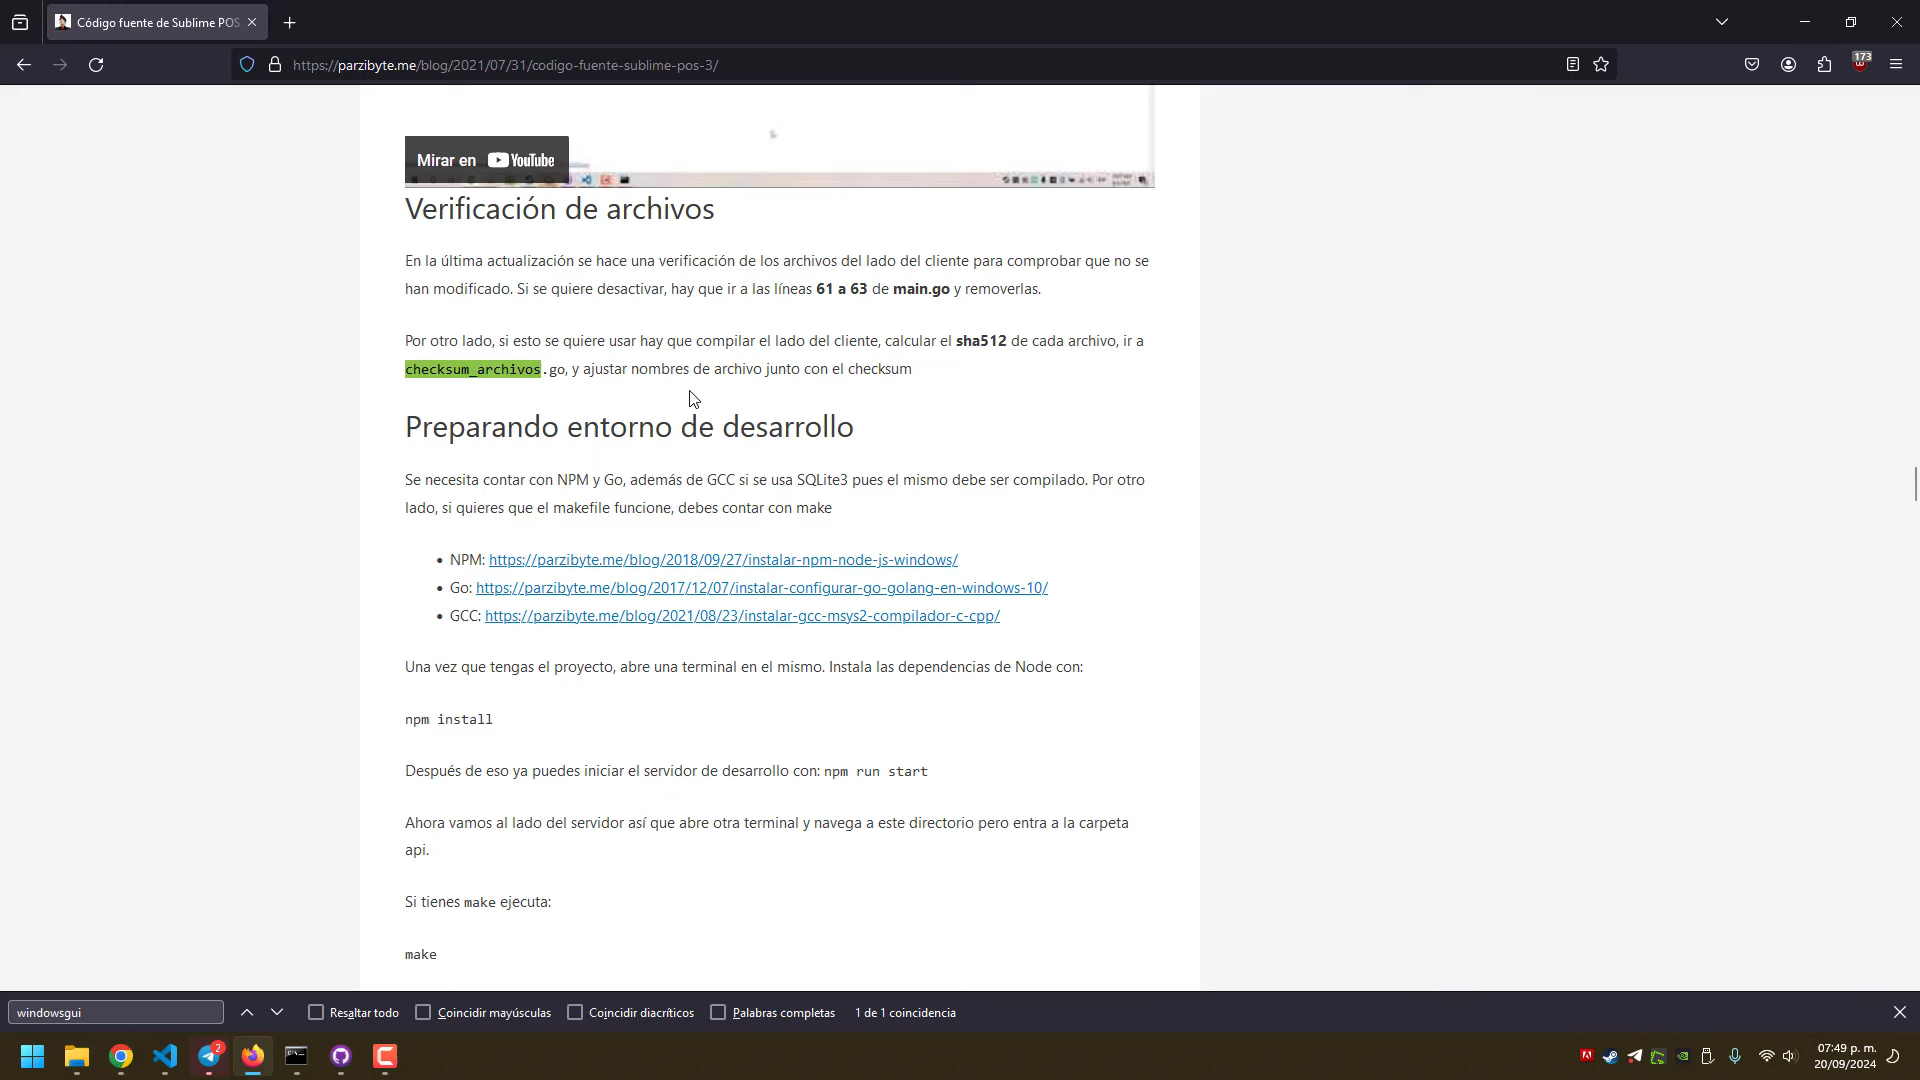 Código fuente de Sublime POS
https://parzibyte.me/blog/2021/07/31/codigo-fuente-sublime-pos-3/
173
Mirar en YouTube
Verificación de archivos
En la última actualización se hace una verificación de los archivos del lado del cliente para comprobar que no se
han modificado. Si se quiere desactivar, hay que ir a las líneas 61 a 63 de main.go y removerlas.
Por otro lado, si esto se quiere usar hay que compilar el lado del cliente, calcular el sha512 de cada archivo, ir a
checksum_archivos.go, y ajustar nombres de archivo junto con el checksum
Preparando entorno de desarrollo
Se necesita contar con NPM y Go, además de GCC si se usa SQLite3 pues el mismo debe ser compilado. Por otro
lado, si quieres que el makefile funcione, debes contar con make
NPM: https://parzibyte.me/blog/2018/09/27/instalar-npm-node-js-windows/
Go: https://parzibyte.me/blog/2017/12/07/instalar-configurar-go-golang-en-windows-10/
GCC: https://parzibyte.me/blog/2021/08/23/instalar-gcc-msys2-compilador-c-cpp/
Una vez que tengas el proyecto, abre una terminal en el mismo. Instala las dependencias de Node con:
npm install
Después de eso ya puedes iniciar el servidor de desarrollo con: npm run start
Ahora vamos al lado del servidor así que abre otra terminal y navega a este directorio pero entra a la carpeta
api.
Si tienes make ejecuta:
make
windowsgui
Resaltar todo
Coincidir mayúsculas
Coincidir diacríticos
Palabras completas
1 de 1 coincidencia
2
07:49 p. m.
20/09/2024